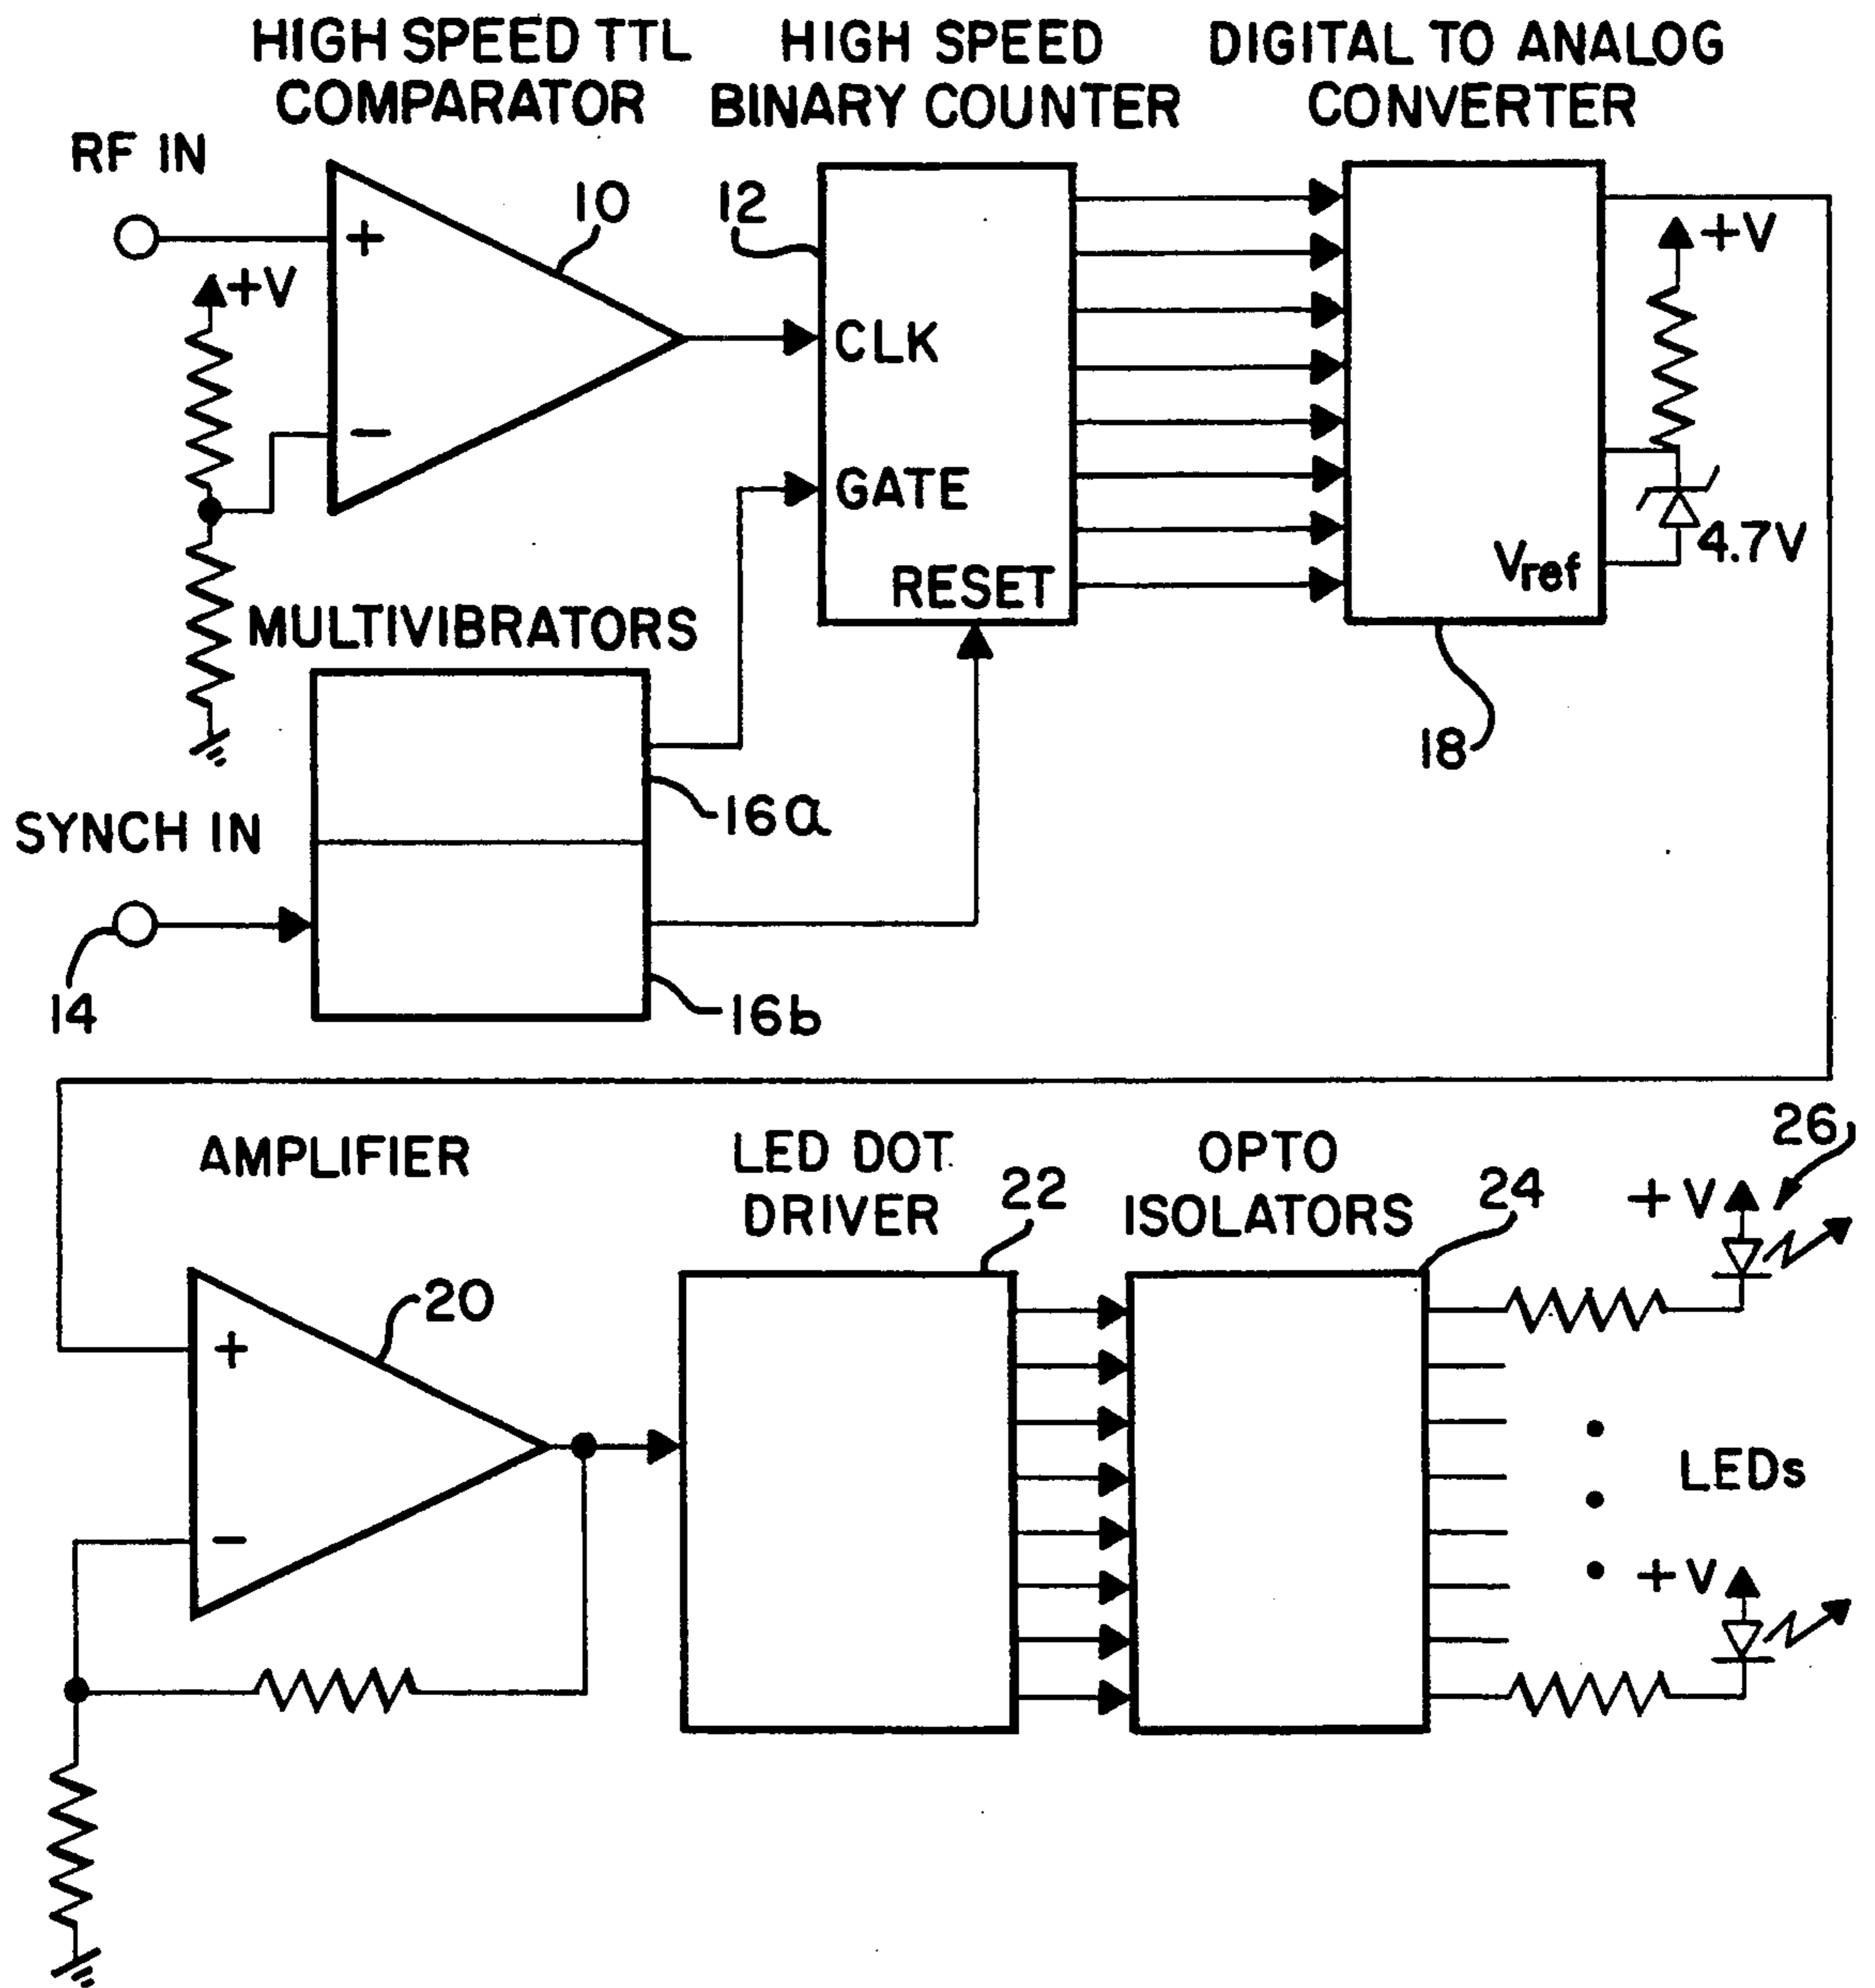 HIGH SPEED TTL
COMPARATOR
HIGH SPEED
BINARY COUNTER
DIGITAL TO ANALOG
CONVERTER
RF IN
10
12
+
+V
+V
CLK
−
GATE
Vref
4.7V
RESET
MULTIVIBRATORS
18
16a
SYNCH IN
14
16b
AMPLIFIER
LED DOT
DRIVER
22
OPTO
ISOLATORS
24
26
+V
20
+
LEDs
−
+V